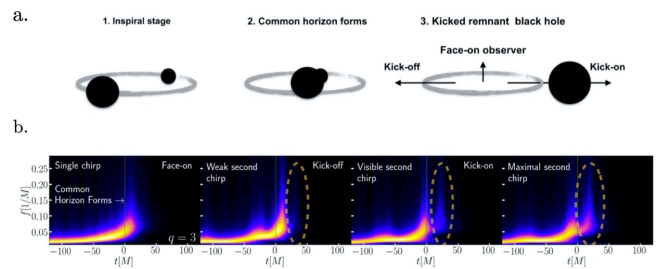 a.
1. Inspiral stage
2. Common horizon forms
3. Kicked remnant black hole
Face-on observer
Kick-off
Kick-on
b.
f[1/M]
0.25
0.20
0.15
0.10
0.05
Single chirp
Face-on
Common
Horizon Forms →
q = 3
Weak second
chirp
Kick-off
Visible second
chirp
Kick-on
Maximal second
chirp
−100 −50 0 50 100
−100 −50 0 50 100
−100 −50 0 50 100
−100 −50 0 50 100
t[M]
t[M]
t[M]
t[M]